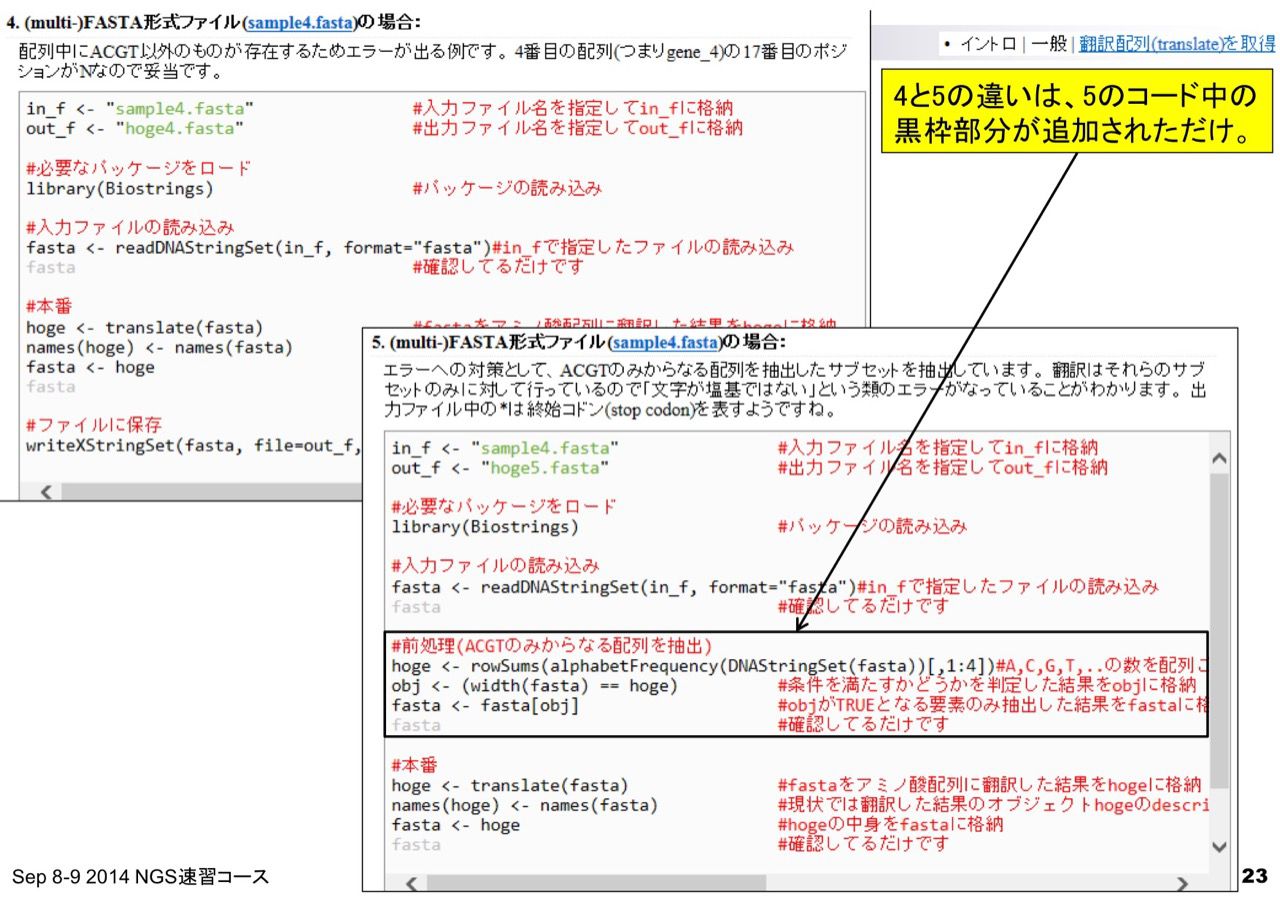 4. (multi-)FASTA形式ファイル(sample4.fasta)の場合:
配列中にACGT以外のものが存在するためエラーが出る例です。4番目の配列(つまりgene_4)の17番目のポジ
ションがNなので妥当です。
in_f <- "sample4.fasta" #入力ファイル名を指定してin_fに格納
out_f <- "hoge4.fasta" #出力ファイル名を指定してout_fに格納
#必要なパッケージをロード
library(Biostrings) #パッケージの読み込み
#入力ファイルの読み込み
fasta <- readDNAStringSet(in_f, format="fasta")#in_fで指定したファイルの読み込み
fasta #確認してるだけです
#本番
hoge <- translate(fasta) #fastaをアミノ酸配列に翻訳した結果をhogeに格納
names(hoge) <- names(fasta)
fasta <- hoge
fasta
#ファイルに保存
writeXStringSet(fasta, file=out_f,
• イントロ | 一般 | 翻訳配列(translate)を取得
4と5の違いは、5のコード中の
黒枠部分が追加されただけ。
5. (multi-)FASTA形式ファイル(sample4.fasta)の場合:
エラーへの対策として、ACGTのみからなる配列を抽出したサブセットを抽出しています。翻訳はそれらのサブ
セットのみに対して行っているので「文字が塩基ではない」という類のエラーがなっていることがわかります。出
力ファイル中の*は終始コドン(stop codon)を表すようですね。
in_f <- "sample4.fasta" #入力ファイル名を指定してin_fに格納
out_f <- "hoge5.fasta" #出力ファイル名を指定してout_fに格納
#必要なパッケージをロード
library(Biostrings) #パッケージの読み込み
#入力ファイルの読み込み
fasta <- readDNAStringSet(in_f, format="fasta")#in_fで指定したファイルの読み込み
fasta #確認してるだけです
#前処理(ACGTのみからなる配列を抽出)
hoge <- rowSums(alphabetFrequency(DNAStringSet(fasta))[,1:4])#A,C,G,T,..の数を配列
obj <- (width(fasta) == hoge) #条件を満たすかどうかを判定した結果をobjに格納
fasta <- fasta[obj] #objがTRUEとなる要素のみ抽出した結果をfastaに格
fasta #確認してるだけです
#本番
hoge <- translate(fasta) #fastaをアミノ酸配列に翻訳した結果をhogeに格納
names(hoge) <- names(fasta) #現状では翻訳した結果のオブジェクトhogeのdescri
fasta <- hoge #hogeの中身をfastaに格納
fasta #確認してるだけです
Sep 8-9 2014 NGS速習コース
23